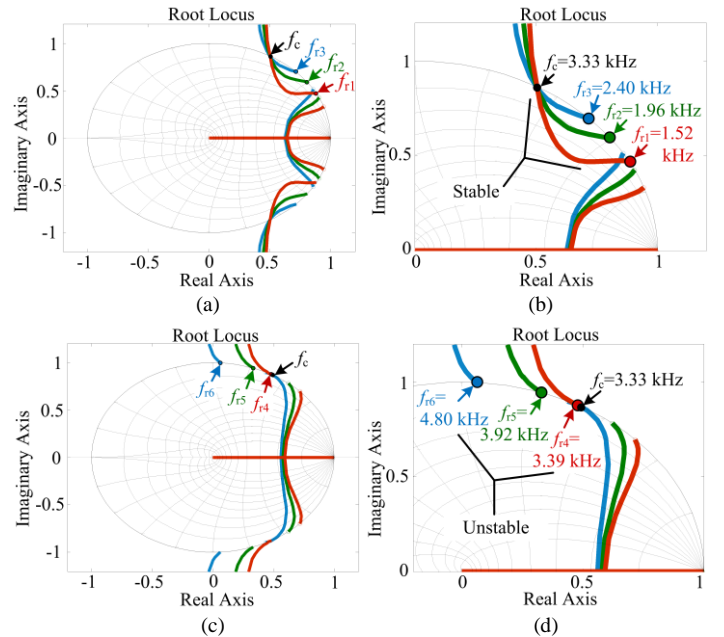 Root Locus
1
0.5
0
-0.5
-1
Imaginary Axis
fc
fr3
fr2
fr1
-1
-0.5
0
0.5
1
Real Axis
(a)
Root Locus
1
0.5
0
Imaginary Axis
fc=3.33 kHz
fr3=2.40 kHz
fr2=1.96 kHz
fr1=1.52
kHz
Stable
0
0.5
1
Real Axis
(b)
Root Locus
1
0.5
0
-0.5
-1
Imaginary Axis
fc
fr6
fr5
fr4
-1
-0.5
0
0.5
1
Real Axis
(c)
Root Locus
1
0.5
0
Imaginary Axis
fc=3.33 kHz
fr6=
4.80 kHz
fr5=
3.92 kHz
fr4=
3.39 kHz
Unstable
0
0.5
1
Real Axis
(d)